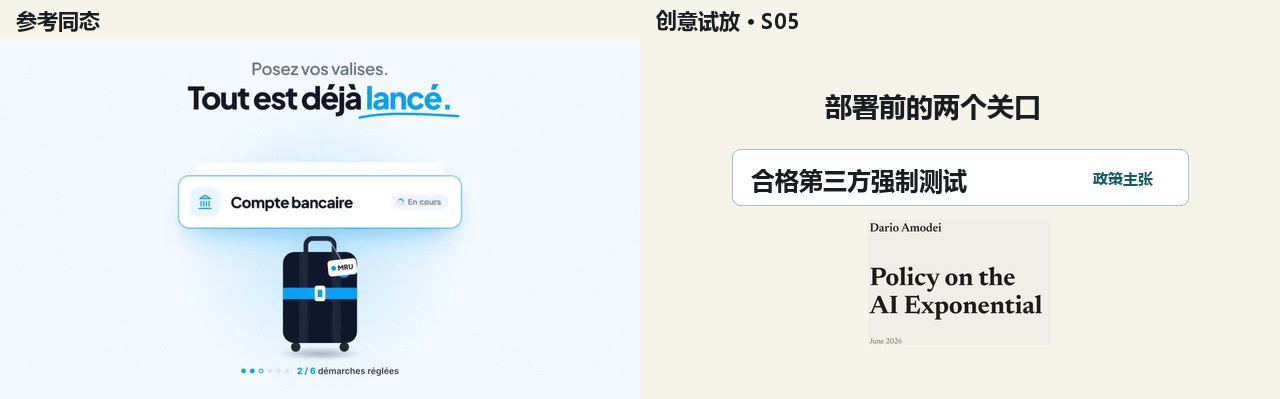 参考同态
Posez vos valises.
Tout est déjà lancé.
Compte bancaire
En cours
MRU
2 / 6 démarches réglées
创意试放 • S05
部署前的两个关口
合格第三方强制测试
政策主张
Dario Amodei
Policy on the
AI Exponential
June 2026